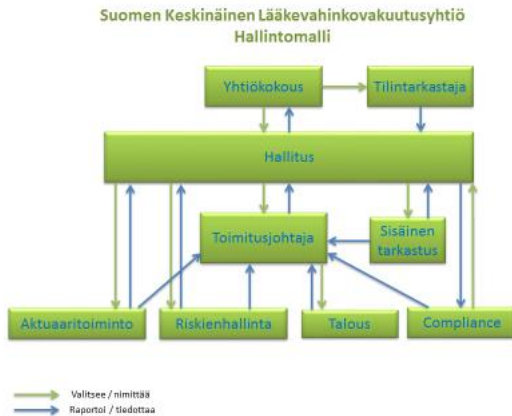 Suomen Keskinäinen Lääkevahinkovakuutusyhtiö
Hallintomalli
Yhtiökokous
Tilintarkastaja
Hallitus
Toimitusjohtaja
Sisäinen
tarkastus
Aktuaaritoiminto
Riskienhallinta
Talous
Compliance
Valitsee / nimittää
Raportoi / tiedottaa